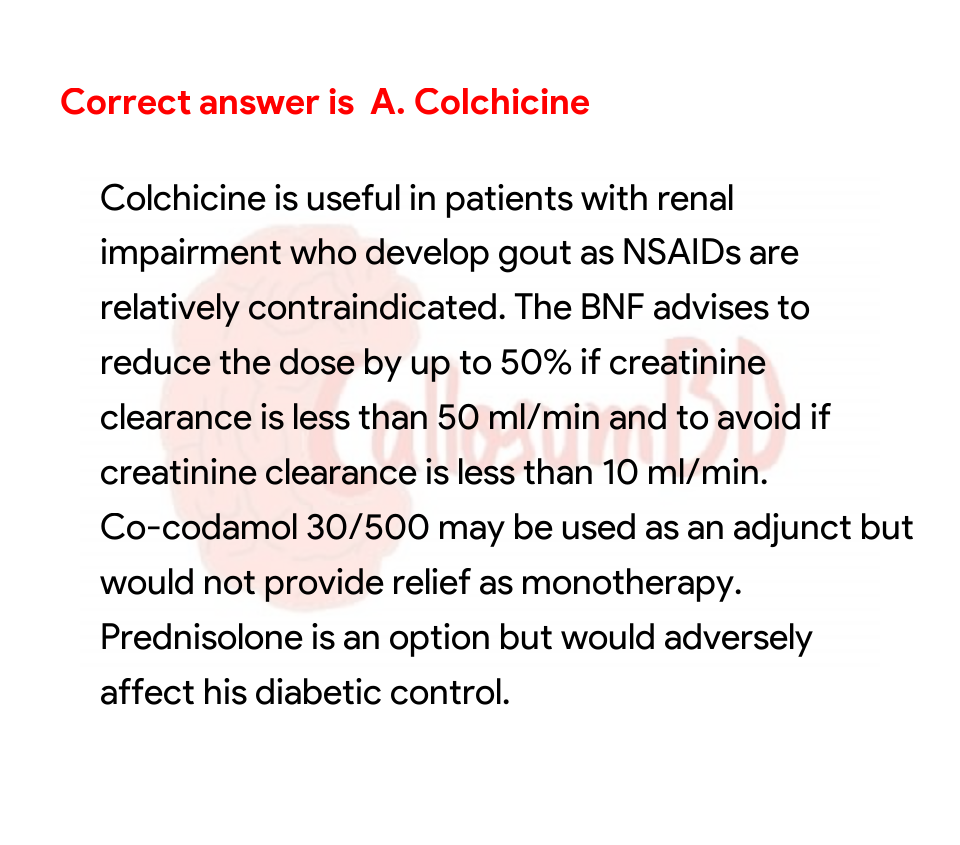 Correct answer is A. Colchicine
Colchicine is useful in patients with renal
impairment who develop gout as NSAIDs are
relatively contraindicated. The BNF advises to
reduce the dose by up to 50% if creatinine
clearance is less than 50 ml/min and to avoid if
creatinine clearance is less than 10 ml/min.
Co-codamol 30/500 may be used as an adjunct but
would not provide relief as monotherapy.
Prednisolone is an option but would adversely
affect his diabetic control.
CallosumBD